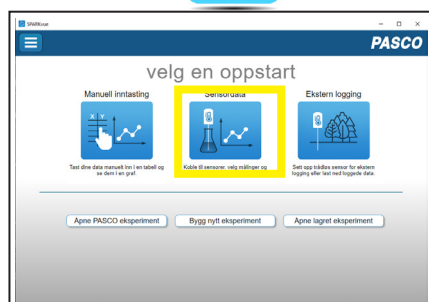 SPARKvue
PASCO
velg en oppstart
Manuell inntasting
Sensordata
Ekstern logging
X Y
Tast dine data manuelt inn i en tabell og
se dem i en graf.
Koble til sensorer, velg målinger og
Sett opp trådløs sensor for ekstern
logging eller last ned loggede data.
Åpne PASCO eksperiment
Bygg nytt eksperiment
Åpne lagret eksperiment